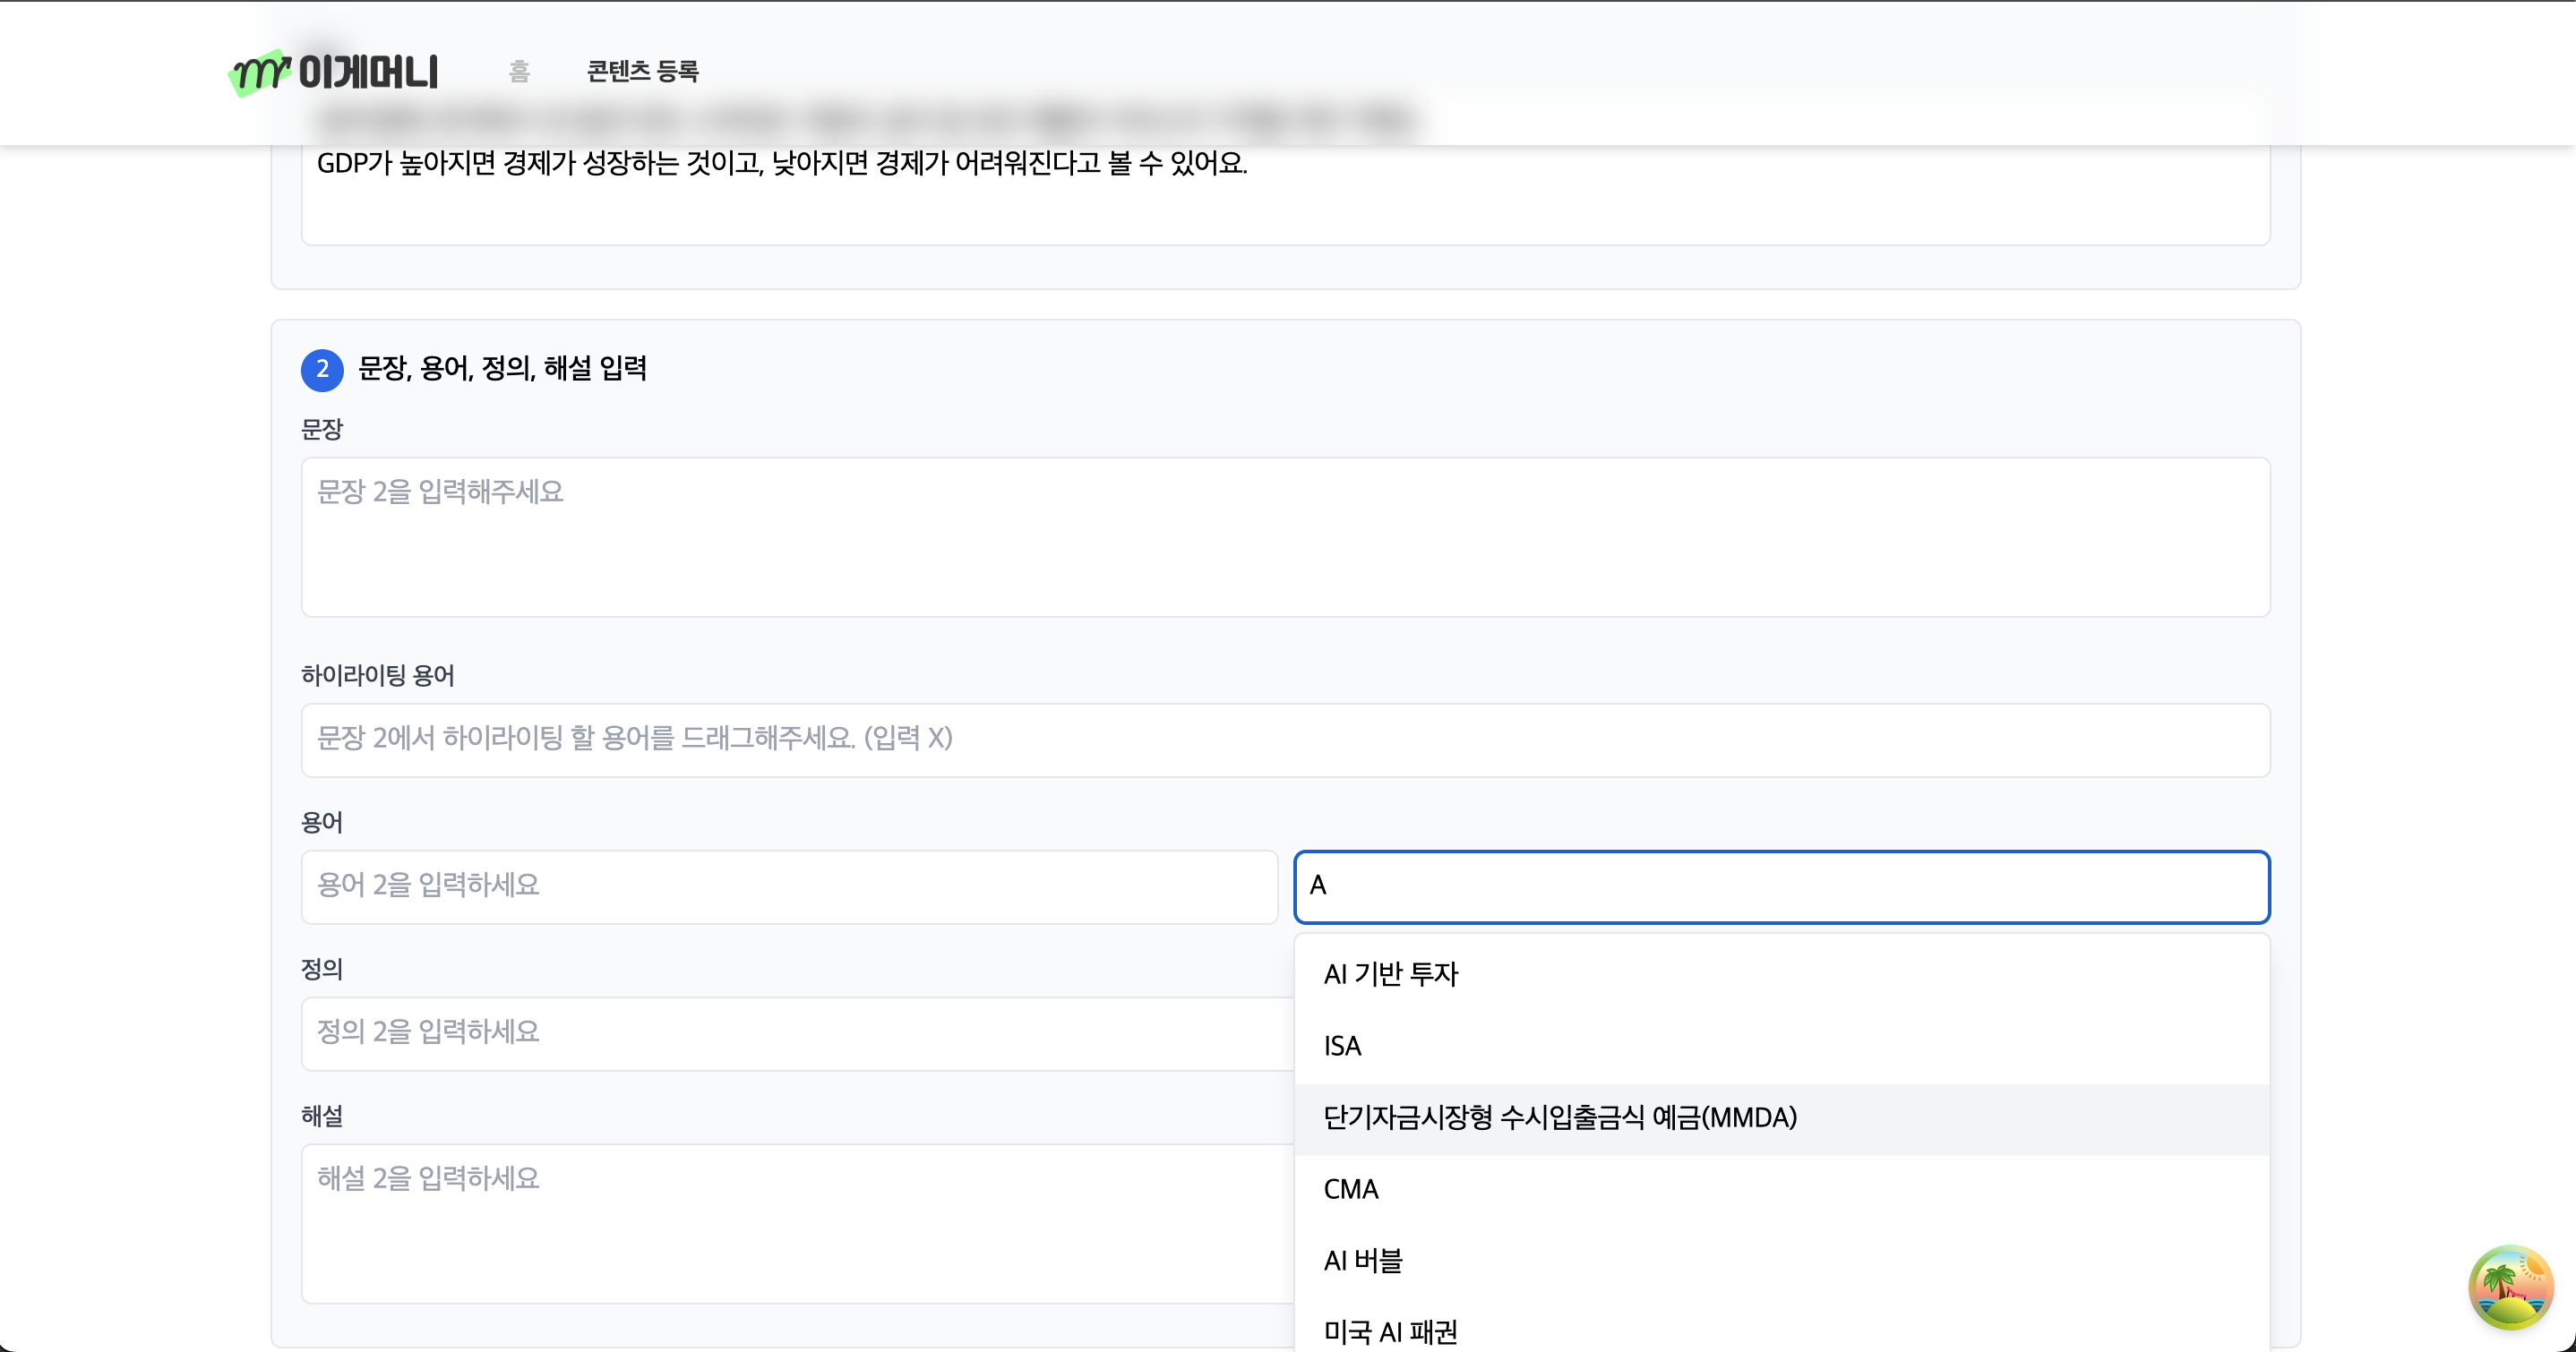 이게머니
홈
콘텐츠 등록
GDP가 높아지면 경제가 성장하는 것이고, 낮아지면 경제가 어려워진다고 볼 수 있어요.
2 문장, 용어, 정의, 해설 입력
문장
문장 2을 입력해주세요
하이라이팅 용어
문장 2에서 하이라이팅 할 용어를 드래그해주세요. (입력 X)
용어
용어 2을 입력하세요
A
정의
정의 2을 입력하세요
해설
해설 2을 입력하세요
AI 기반 투자
ISA
단기자금시장형 수시입출금식 예금(MMDA)
CMA
AI 버블
미국 AI 패권